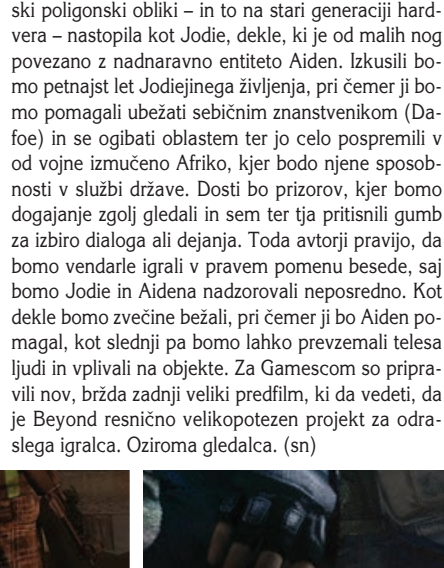 ski poligonski obliki – in to na stari generaciji hard-
vera – nastopila kot Jodie, dekle, ki je od malih nog
povezano z nadnaravno entiteto Aiden. Izkusili bo-
mo petnajst let Jodiejinega življenja, pri čemer ji bo-
mo pomagali ubežati sebičnim znanstvenikom (Da-
foe) in se ogibati oblastem ter jo celo pospremili v
od vojne izmučeno Afriko, kjer bodo njene sposob-
nosti v službi države. Dosti bo prizorov, kjer bomo
dogajanje zgolj gledali in sem ter tja pritisnili gumb
za izbiro dialoga ali dejanja. Toda avtorji pravijo, da
bomo vendarle igrali v pravem pomenu besede, saj
bomo Jodie in Aidena nadzorovali neposredno. Kot
dekle bomo zvečine bežali, pri čemer ji bo Aiden po-
magal, kot slednji pa bomo lahko prevzemali telesa
ljudi in vplivali na objekte. Za Gamescom so pripra-
vili nov, bržda zadnji veliki predfilm, ki da vedeti, da
je Beyond resnično velikopotezen projekt za odra-
slega igralca. Oziroma gledalca. (sn)